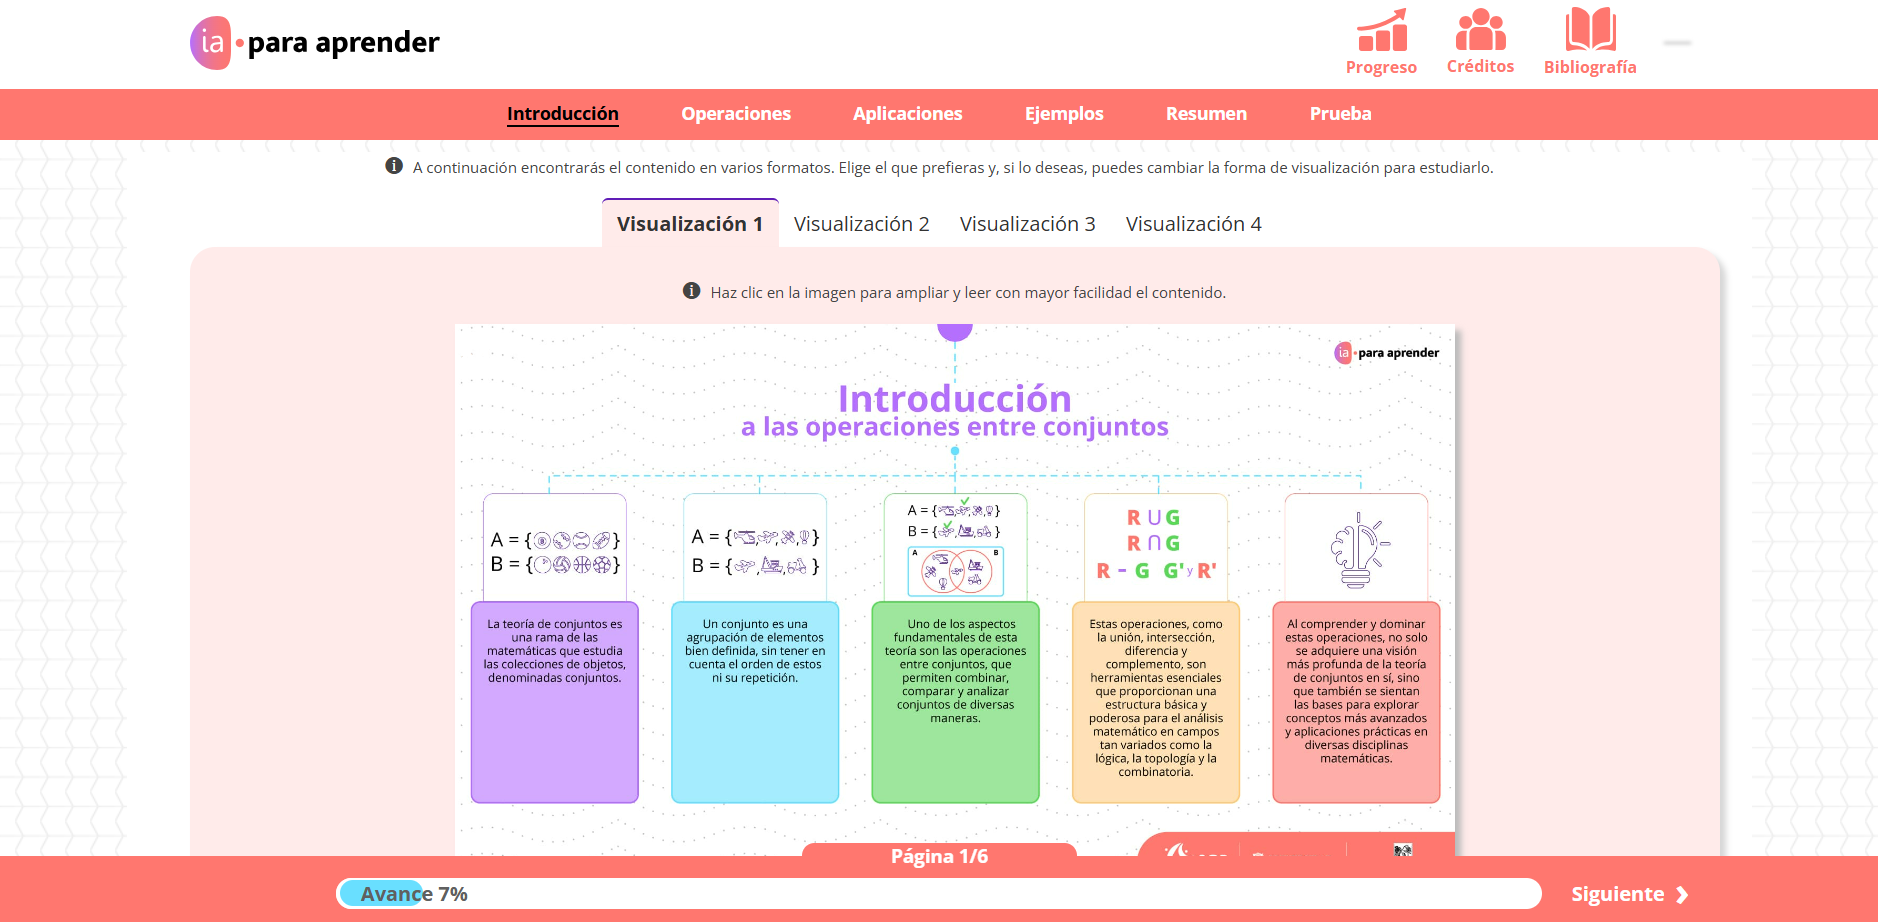 ia para aprender
Progreso
Créditos
Bibliografía
Introducción
Operaciones
Aplicaciones
Ejemplos
Resumen
Prueba
A continuación encontrarás el contenido en varios formatos. Elige el que prefieras y, si lo deseas, puedes cambiar la forma de visualización para estudiarlo.
Visualización 1
Visualización 2
Visualización 3
Visualización 4
Haz clic en la imagen para ampliar y leer con mayor facilidad el contenido.
ia para aprender
Introducción
a las operaciones entre conjuntos
A = { }
B = { }
La teoría de conjuntos es
una rama de las
matemáticas que estudia
las colecciones de objetos,
denominadas conjuntos.
A = { , , , }
B = { , , }
Un conjunto es una
agrupación de elementos
bien definida, sin tener en
cuenta el orden de estos
ni su repetición.
A = { , , , }
B = { , , }
A B
Uno de los aspectos
fundamentales de esta
teoría son las operaciones
entre conjuntos, que
permiten combinar,
comparar y analizar
conjuntos de diversas
maneras.
R ∪ G
R ∩ G
R - G G' y R'
Estas operaciones, como
la unión, intersección,
diferencia y
complemento, son
herramientas esenciales
que proporcionan una
estructura básica y
poderosa para el análisis
matemático en campos
tan variados como la
lógica, la topología y la
combinatoria.
Al comprender y dominar
estas operaciones, no solo
se adquiere una visión
más profunda de la teoría
de conjuntos en sí, sino
que también se sientan
las bases para explorar
conceptos más avanzados
y aplicaciones prácticas en
diversas disciplinas
matemáticas.
Página 1/6
Avance 7%
Siguiente